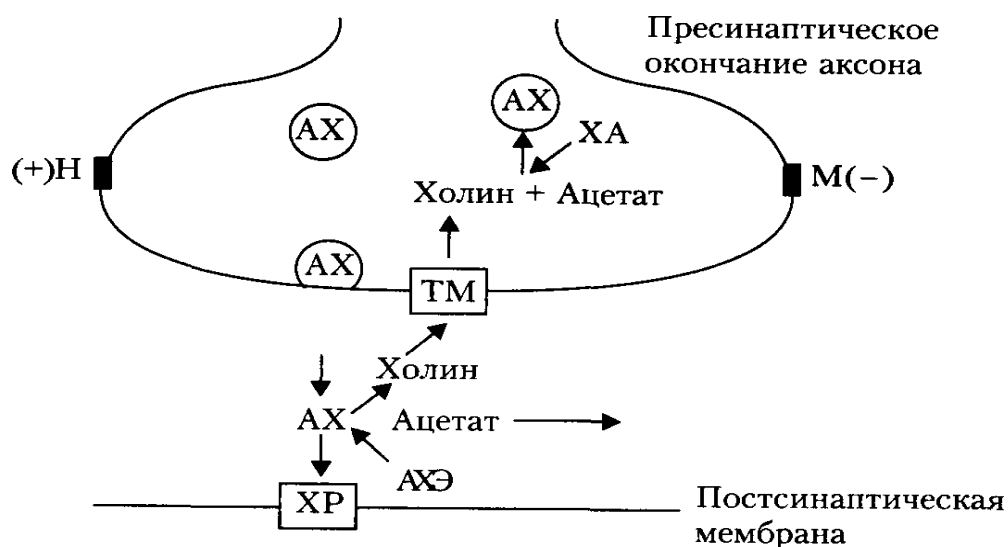 Пресинаптическое
окончание аксона
АХ
АХ
ХА
(+)Н
М(−)
Холин + Ацетат
АХ
ТМ
Холин
АХ
Ацетат
АХЭ
ХР
Постсинаптическая
мембрана